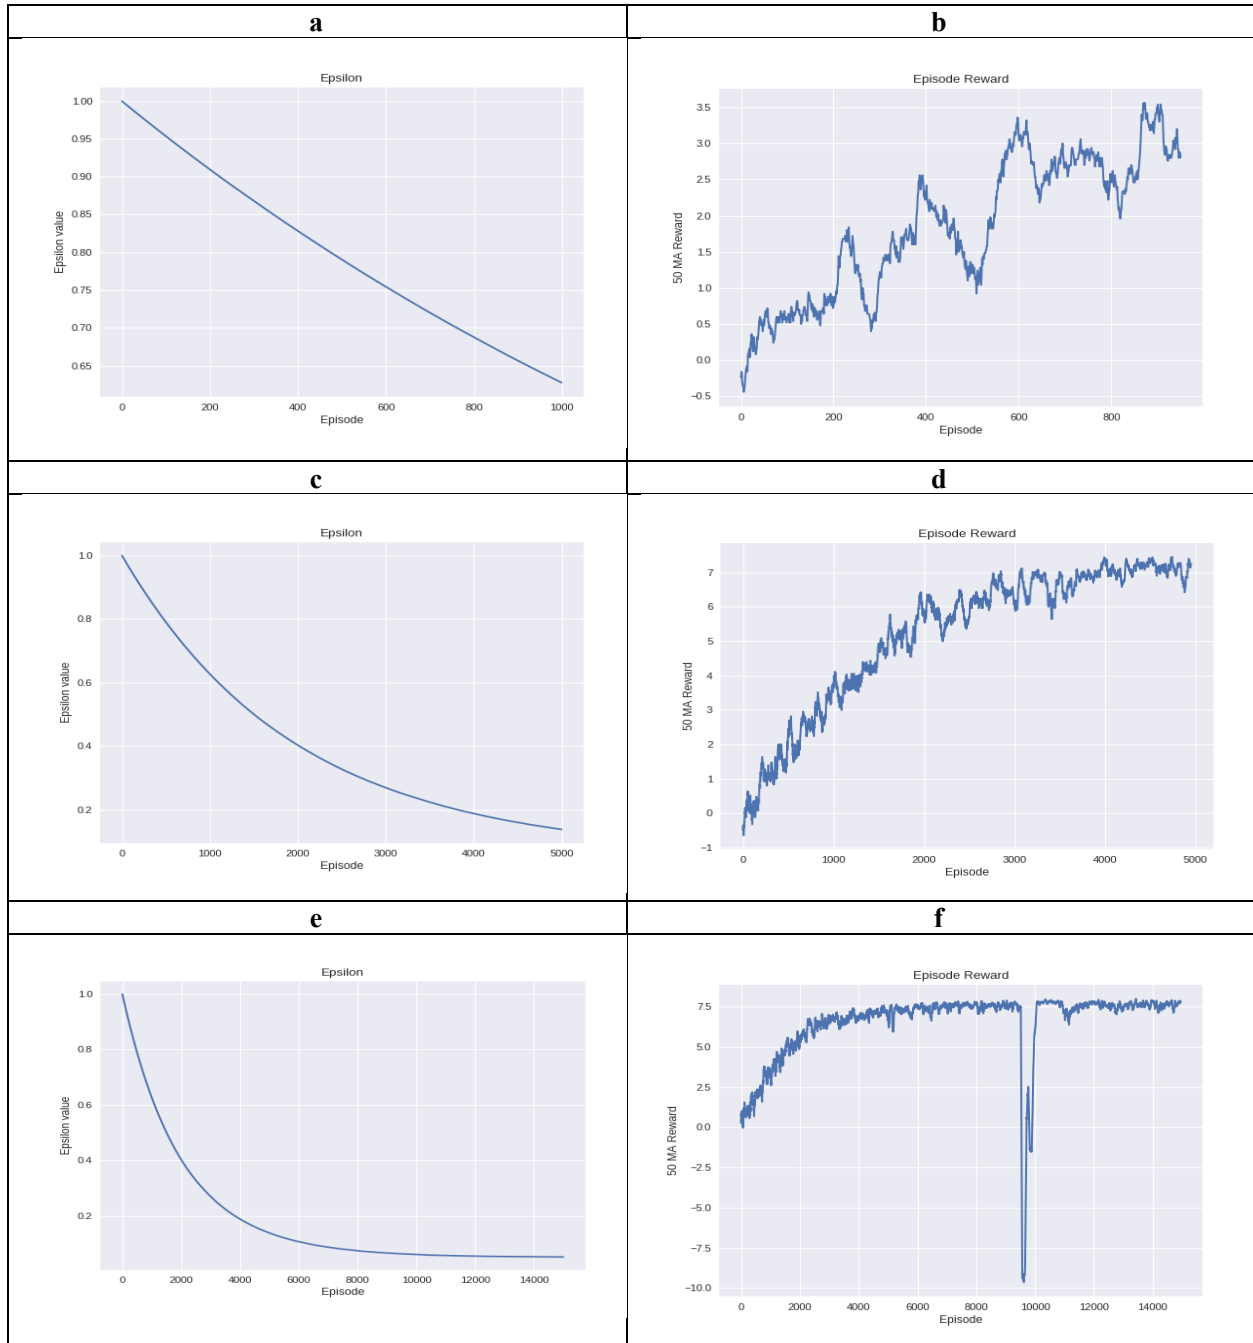 a
b
Epsilon
1.00
0.95
0.90
0.85
0.80
0.75
0.70
0.65
Epsilon value
0 200 400 600 800 1000
Episode
Episode Reward
3.5
3.0
2.5
2.0
1.5
1.0
0.5
0.0
−0.5
50 MA Reward
0 200 400 600 800
Episode
c
d
Epsilon
1.0
0.8
0.6
0.4
0.2
Epsilon value
0 1000 2000 3000 4000 5000
Episode
Episode Reward
7
6
5
4
3
2
1
0
−1
50 MA Reward
0 1000 2000 3000 4000 5000
Episode
e
f
Epsilon
1.0
0.8
0.6
0.4
0.2
Epsilon value
0 2000 4000 6000 8000 10000 12000 14000
Episode
Episode Reward
7.5
5.0
2.5
0.0
−2.5
−5.0
−7.5
−10.0
50 MA Reward
0 2000 4000 6000 8000 10000 12000 14000
Episode